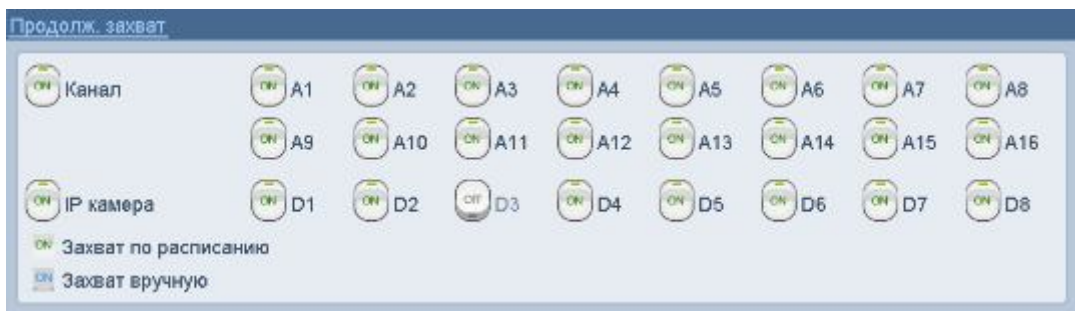 Продолж. захват
ON Канал ON A1 ON A2 ON A3 ON A4 ON A5 ON A6 ON A7 ON A8
ON A9 ON A10 ON A11 ON A12 ON A13 ON A14 ON A15 ON A16
ON IP камера ON D1 ON D2 Off D3 ON D4 ON D5 ON D6 ON D7 ON D8
ON Захват по расписанию
ON Захват вручную